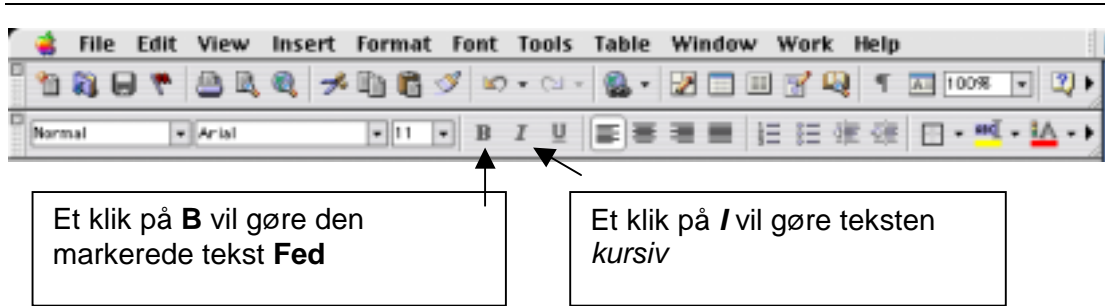 File Edit View Insert Format Font Tools Table Window Work Help
100%
Normal Arial 11 B I U
Et klik på B vil gøre den
markerede tekst Fed
Et klik på I vil gøre teksten
kursiv